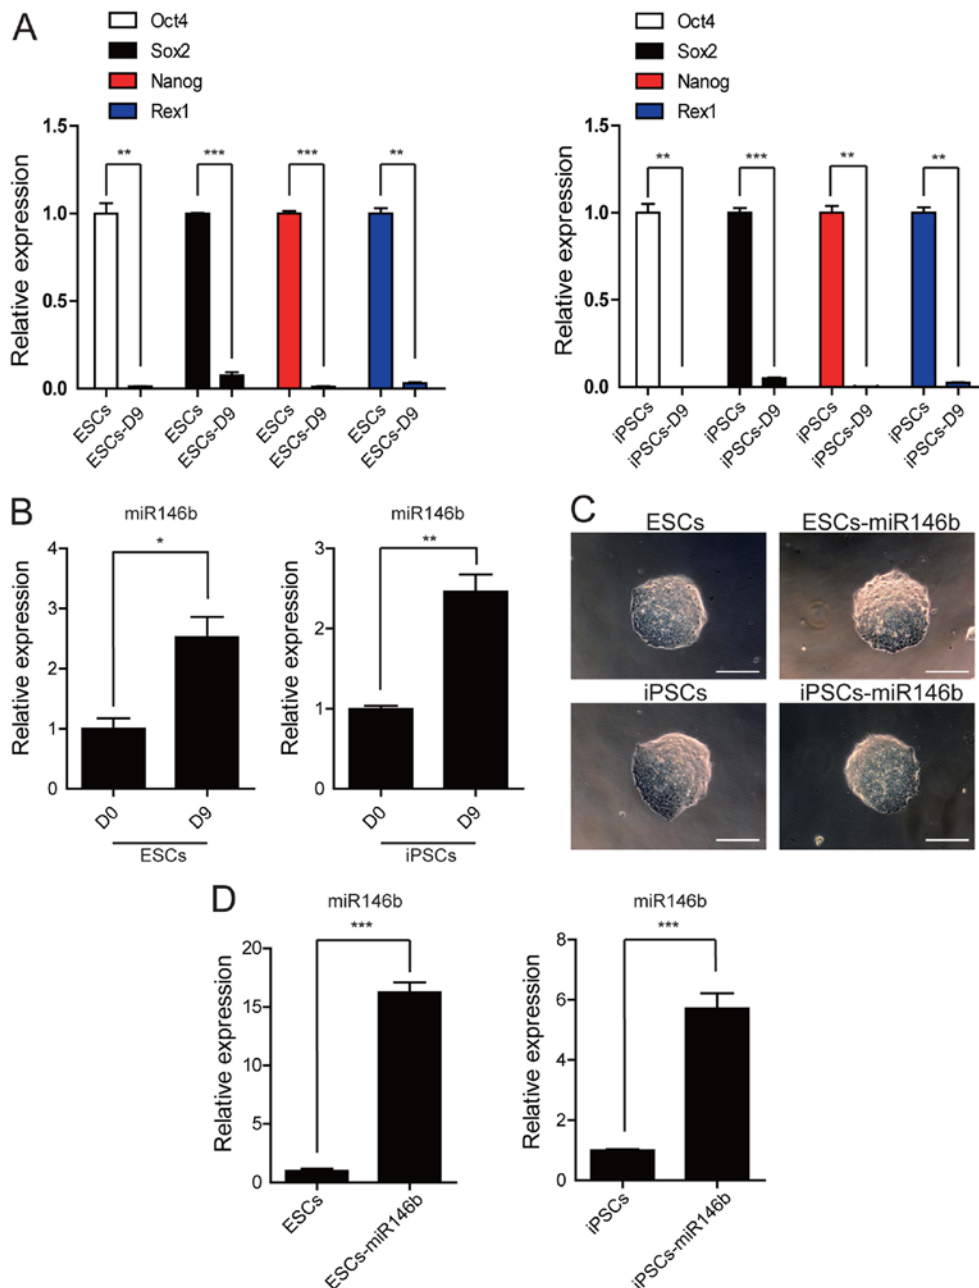 A
Oct4
Sox2
Nanog
Rex1
Relative expression
1.5
1.0
0.5
0.0
**
***
***
**
ESCs
ESCs-D9
ESCs
ESCs-D9
ESCs
ESCs-D9
ESCs
ESCs-D9
Oct4
Sox2
Nanog
Rex1
Relative expression
1.5
1.0
0.5
0.0
**
***
**
**
iPSCs
iPSCs-D9
iPSCs
iPSCs-D9
iPSCs
iPSCs-D9
iPSCs
iPSCs-D9
B
miR146b
Relative expression
4
3
2
1
0
*
D0
D9
ESCs
miR146b
Relative expression
3
2
1
0
**
D0
D9
iPSCs
C
ESCs
ESCs-miR146b
iPSCs
iPSCs-miR146b
D
miR146b
Relative expression
20
15
10
5
0
***
ESCs
ESCs-miR146b
miR146b
Relative expression
8
6
4
2
0
***
iPSCs
iPSCs-miR146b